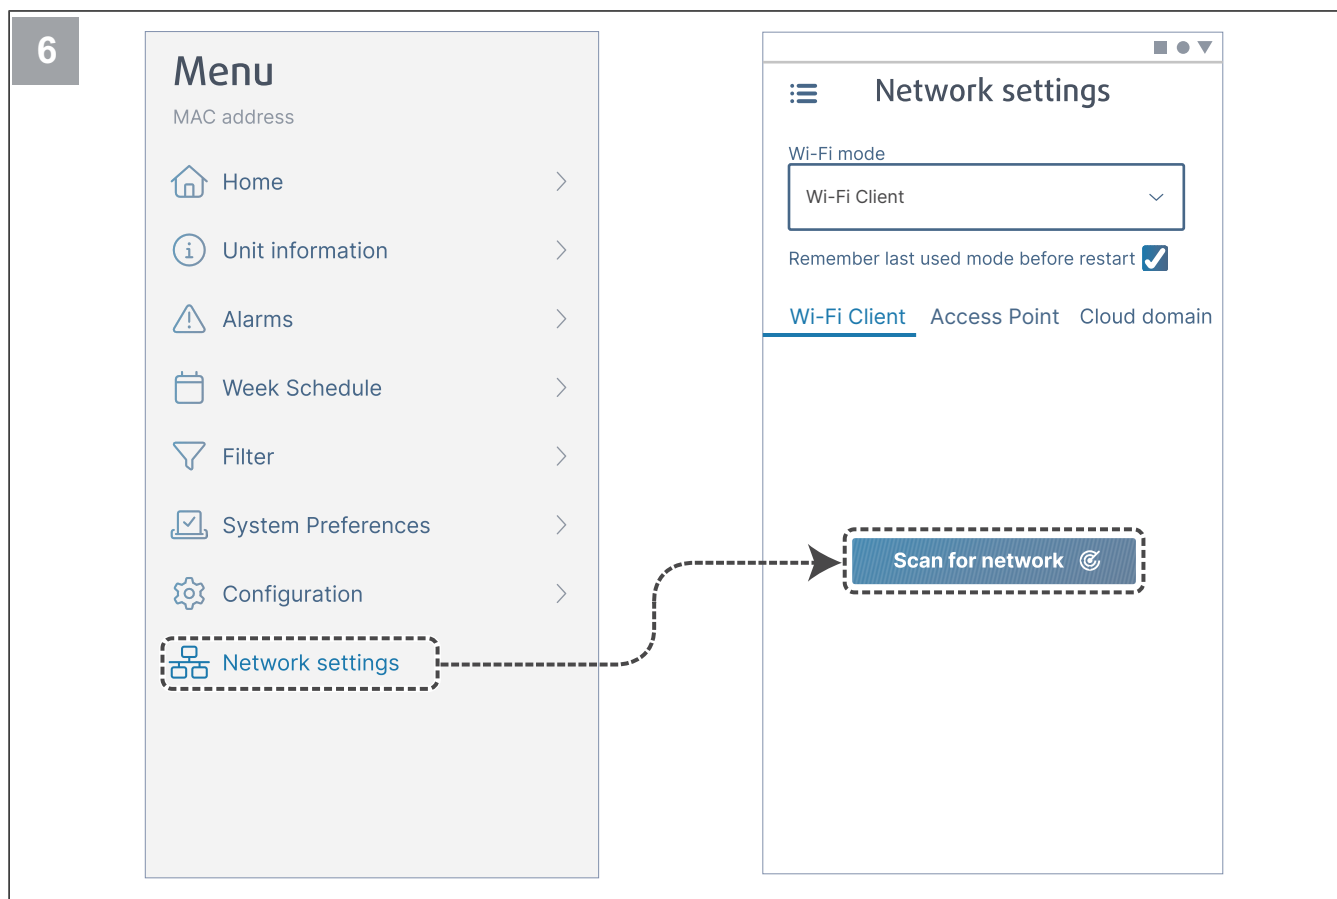 6
Menu
MAC address
Home
Unit information
Alarms
Week Schedule
Filter
System Preferences
Configuration
Network settings
Network settings
Wi-Fi mode
Wi-Fi Client
Remember last used mode before restart
Wi-Fi Client Access Point Cloud domain
Scan for network